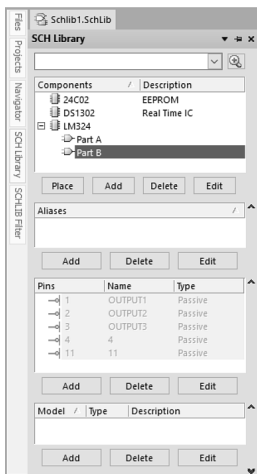 Schlib1.SchLib
Files
Projects
Navigator
SCH Library
SCHLIB Filter
SCH Library
Components / Description
24C02 EEPROM
DS1302 Real Time IC
LM324
Part A
Part B
Place Add Delete Edit
Aliases /
Add Delete Edit
Pins Name Type
1 OUTPUT1 Passive
2 OUTPUT2 Passive
3 OUTPUT3 Passive
4 4 Passive
11 11 Passive
Add Delete Edit
Model / Type Description
Add Delete Edit